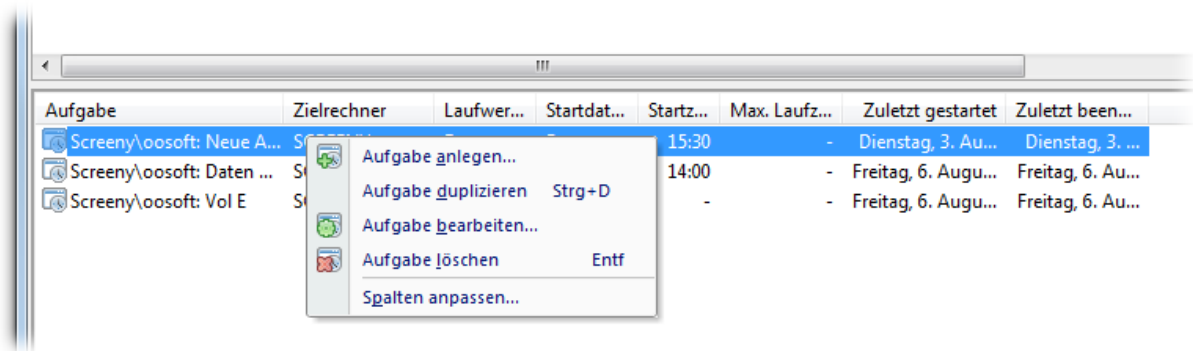 Aufgabe Zielrechner Laufwer... Startdat... Startz... Max. Laufz... Zuletzt gestartet Zuletzt been...
Screeny\oosoft: Neue A... 15:30 - Dienstag, 3. Au... Dienstag, 3. ...
Screeny\oosoft: Daten ... 14:00 - Freitag, 6. Augu... Freitag, 6. Au...
Screeny\oosoft: Vol E - - Freitag, 6. Augu... Freitag, 6. Au...
Aufgabe anlegen...
Aufgabe duplizieren Strg+D
Aufgabe bearbeiten...
Aufgabe löschen Entf
Spalten anpassen...